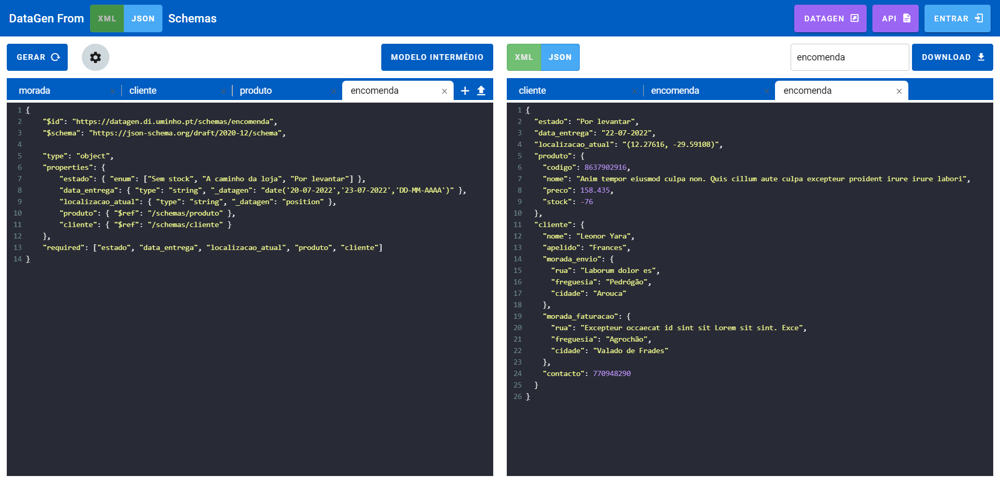 DataGen From XML JSON Schemas DATAGEN API ENTRAR
GERAR MODELO INTERMÉDIO XML JSON encomenda DOWNLOAD
morada cliente produto encomenda
1 {
2 "$id": "https://datagen.di.uminho.pt/schemas/encomenda",
3 "$schema": "https://json-schema.org/draft/2020-12/schema",
4
5 "type": "object",
6 "properties": {
7 "estado": { "enum": ["Sem stock", "A caminho da loja", "Por levantar"] },
8 "data_entrega": { "type": "string", "_datagen": "date('20-07-2022','23-07-2022','DD-MM-AAAA')" },
9 "localizacao_atual": { "type": "string", "_datagen": "position" },
10 "produto": { "$ref": "/schemas/produto" },
11 "cliente": { "$ref": "/schemas/cliente" }
12 },
13 "required": ["estado", "data_entrega", "localizacao_atual", "produto", "cliente"]
14 }
cliente encomenda encomenda
1 {
2 "estado": "Por levantar",
3 "data_entrega": "22-07-2022",
4 "localizacao_atual": "(12.27616, -29.59108)",
5 "produto": {
6 "codigo": 8637902916,
7 "nome": "Anim tempor eiusmod culpa non. Quis cillum aute culpa excepteur proident irure irure labori",
8 "preco": 158.435,
9 "stock": -76
10 },
11 "cliente": {
12 "nome": "Leonor Yara",
13 "apelido": "Frances",
14 "morada_envio": {
15 "rua": "Laborum dolor es",
16 "freguesia": "Pedrógão",
17 "cidade": "Arouca"
18 },
19 "morada_faturacao": {
20 "rua": "Excepteur occaecat id sint sit Lorem sit sint. Exce",
21 "freguesia": "Agrochão",
22 "cidade": "Valado de Frades"
23 },
24 "contacto": 770948290
25 }
26 }